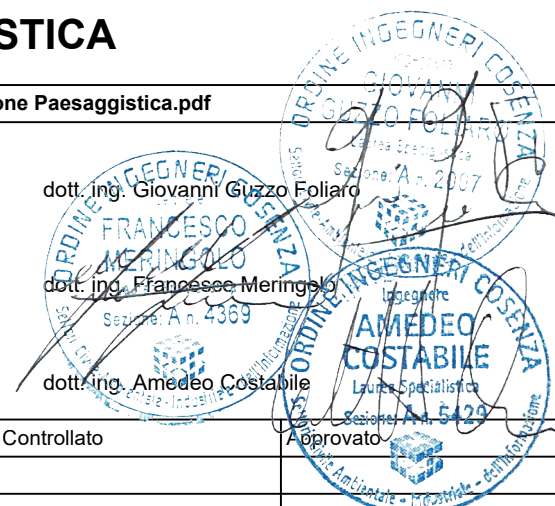 STICA
one Paesaggistica.pdf
ORDINE INGEGNERI COSENZA
GIOVANNI
GUZZO FOLIARO
Laurea Specialistica
Sezione: A n. 2007
dott. ing. Giovanni Guzzo Foliaro
ORDINE INGEGNERI COSENZA
FRANCESCO
MERINGOLO
dott. ing. Francesco Meringolo
Sezione: A n. 4369
ORDINE INGEGNERI COSENZA
Ingegnere
AMEDEO
COSTABILE
Laurea Specialistica
Sezione: A n. 5429
dott. ing. Amedeo Costabile
Controllato
Approvato